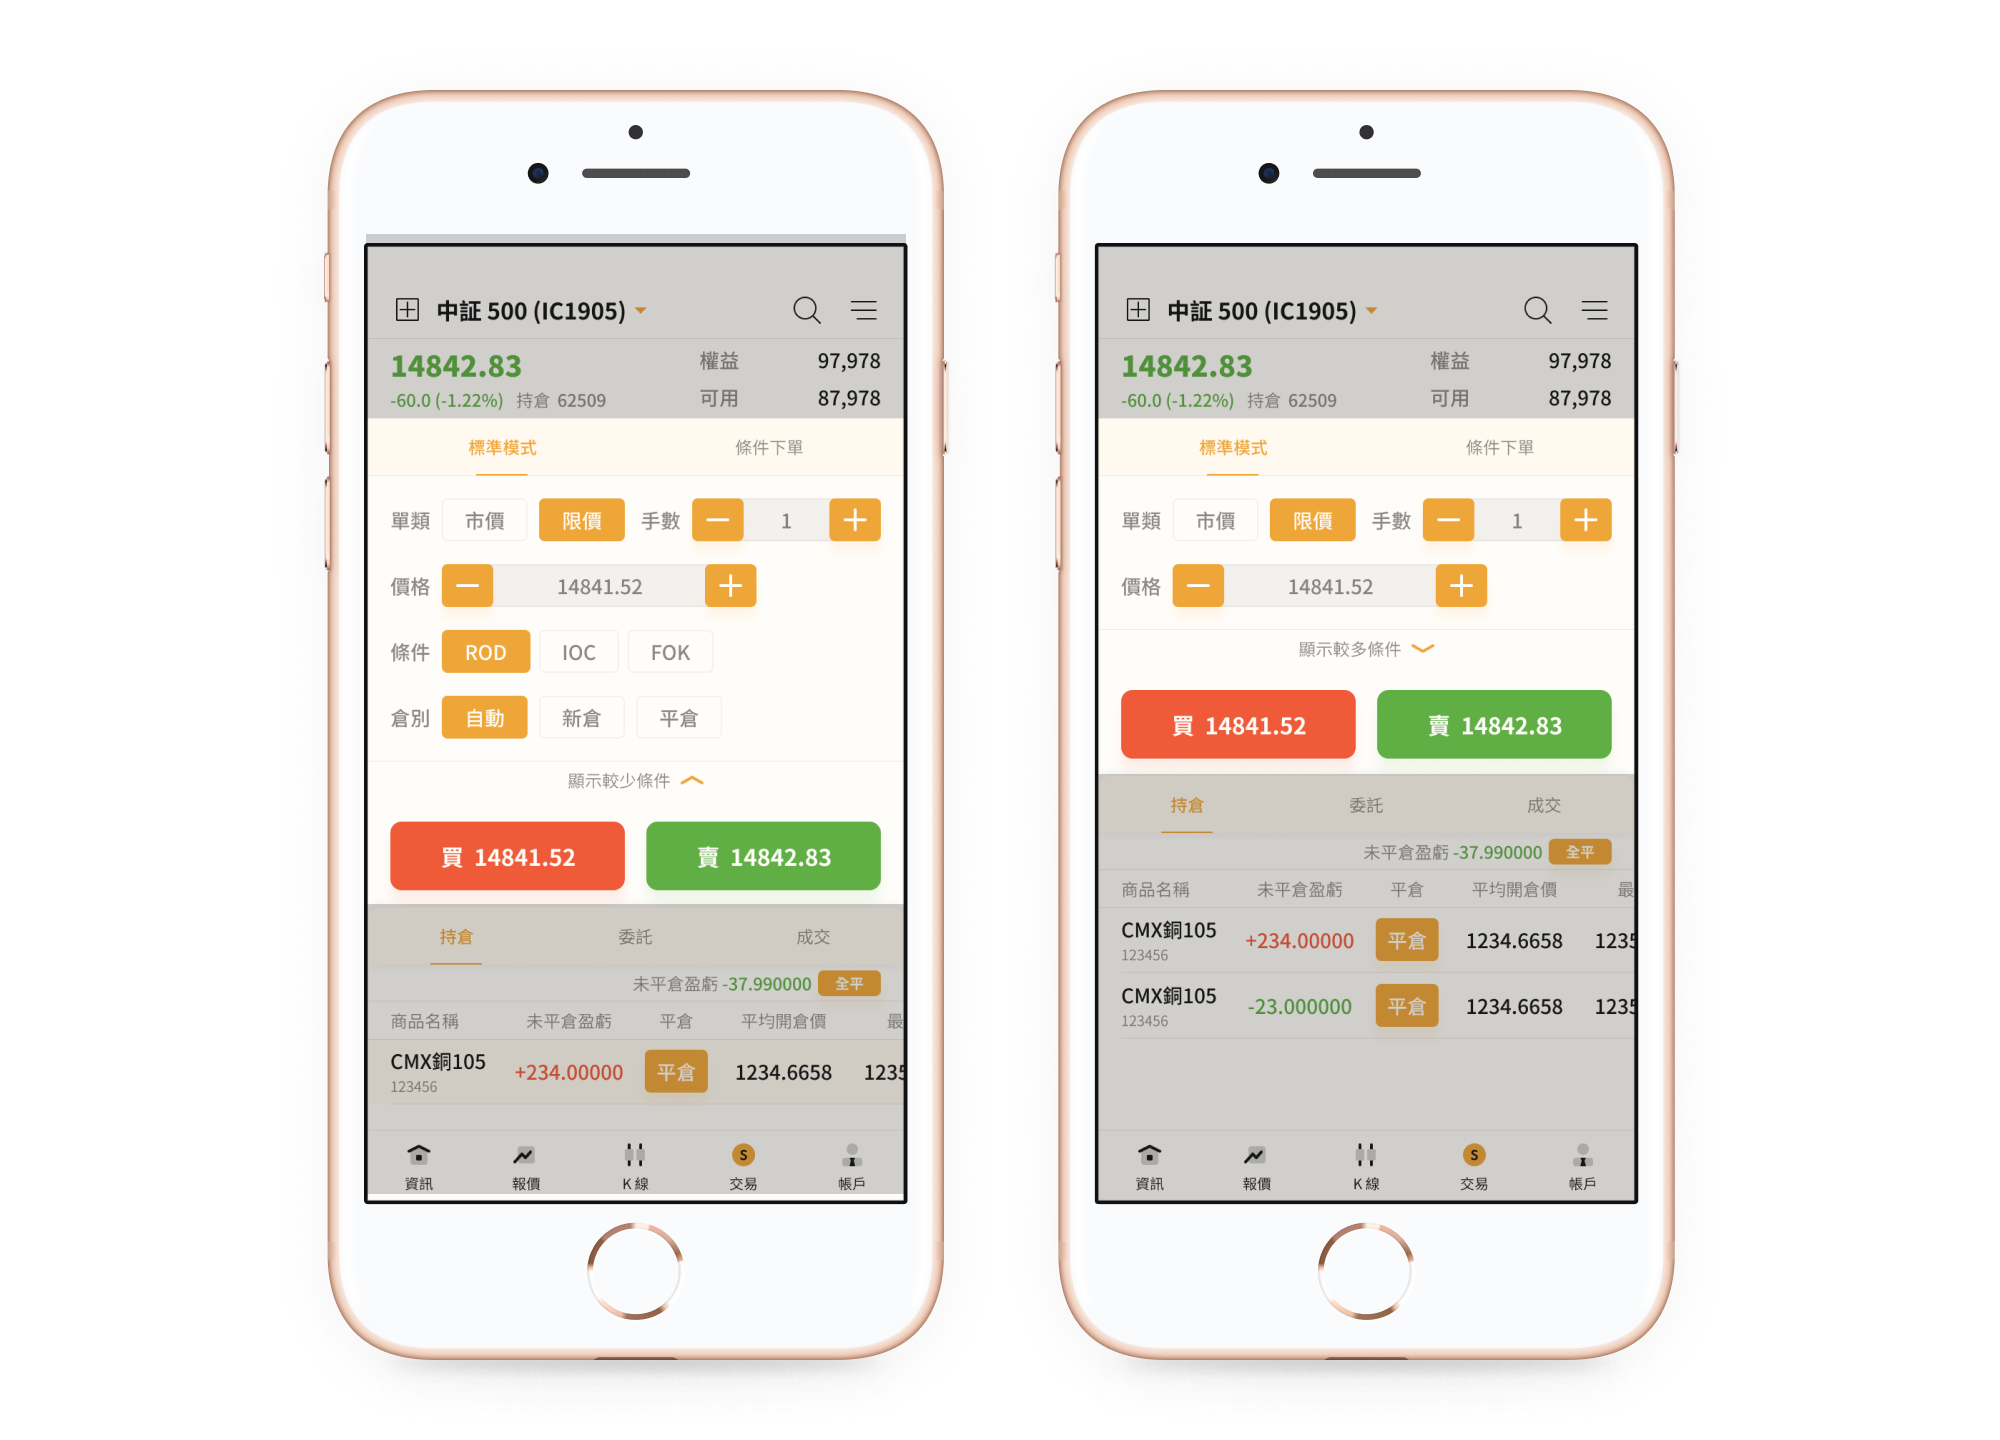 中証 500 (IC1905)
14842.83 權益 97,978
-60.0 (-1.22%) 持倉 62509 可用 87,978
標準模式 條件下單
單類 市價 限價 手數 1
價格 14841.52
條件 ROD IOC FOK
倉別 自動 新倉 平倉
顯示較少條件
買 14841.52 賣 14842.83
持倉 委託 成交
未平倉盈虧 -37.990000 全平
商品名稱 未平倉盈虧 平倉 平均開倉價 最
CMX銅105 +234.00000 平倉 1234.6658 1235
123456
資訊 報價 K 線 S 交易 帳戶
中証 500 (IC1905)
14842.83 權益 97,978
-60.0 (-1.22%) 持倉 62509 可用 87,978
標準模式 條件下單
單類 市價 限價 手數 1
價格 14841.52
顯示較多條件
買 14841.52 賣 14842.83
持倉 委託 成交
未平倉盈虧 -37.990000 全平
商品名稱 未平倉盈虧 平倉 平均開倉價 最
CMX銅105 +234.00000 平倉 1234.6658 1235
123456
CMX銅105 -23.000000 平倉 1234.6658 1235
123456
資訊 報價 K 線 S 交易 帳戶